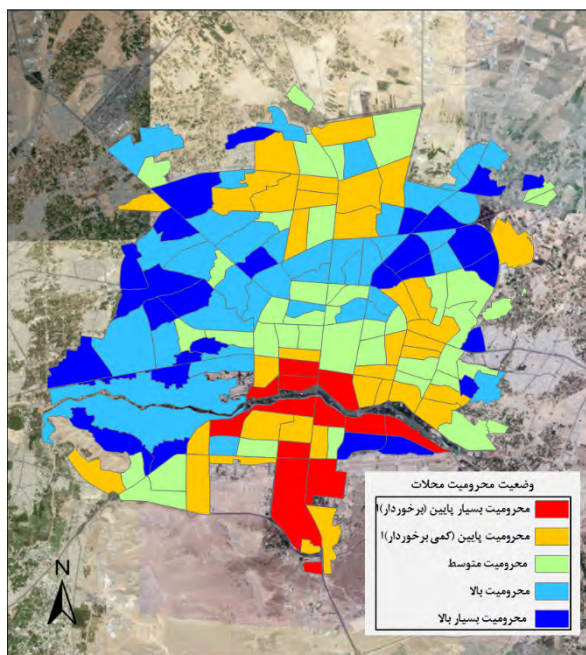 وضعیت محرومیت محلات
محرومیت بسیار پایین (برخوردار)ا
محرومیت پایین (کمی برخوردار)ا
محرومیت متوسط
محرومیت بالا
محرومیت بسیار بالا
N